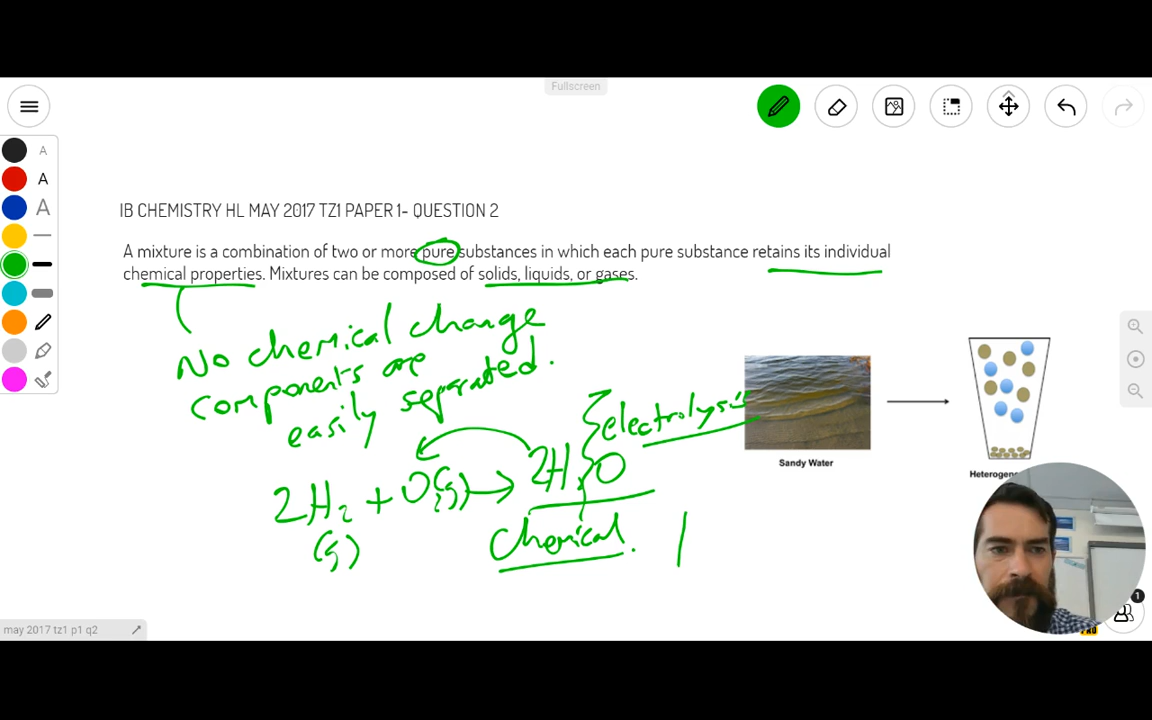 Fullscreen
A
A
A
IB CHEMISTRY HL MAY 2017 TZ1 PAPER 1- QUESTION 2
A mixture is a combination of two or more pure substances in which each pure substance retains its individual
chemical properties. Mixtures can be composed of solids, liquids, or gases.
No chemical change
components are
easily separated.
electrolysis
2H₂ + O₂(g) → 2H₂O
(g)
chemical.
Sandy Water
Heterogen
1
may 2017 tz1 p1 q2